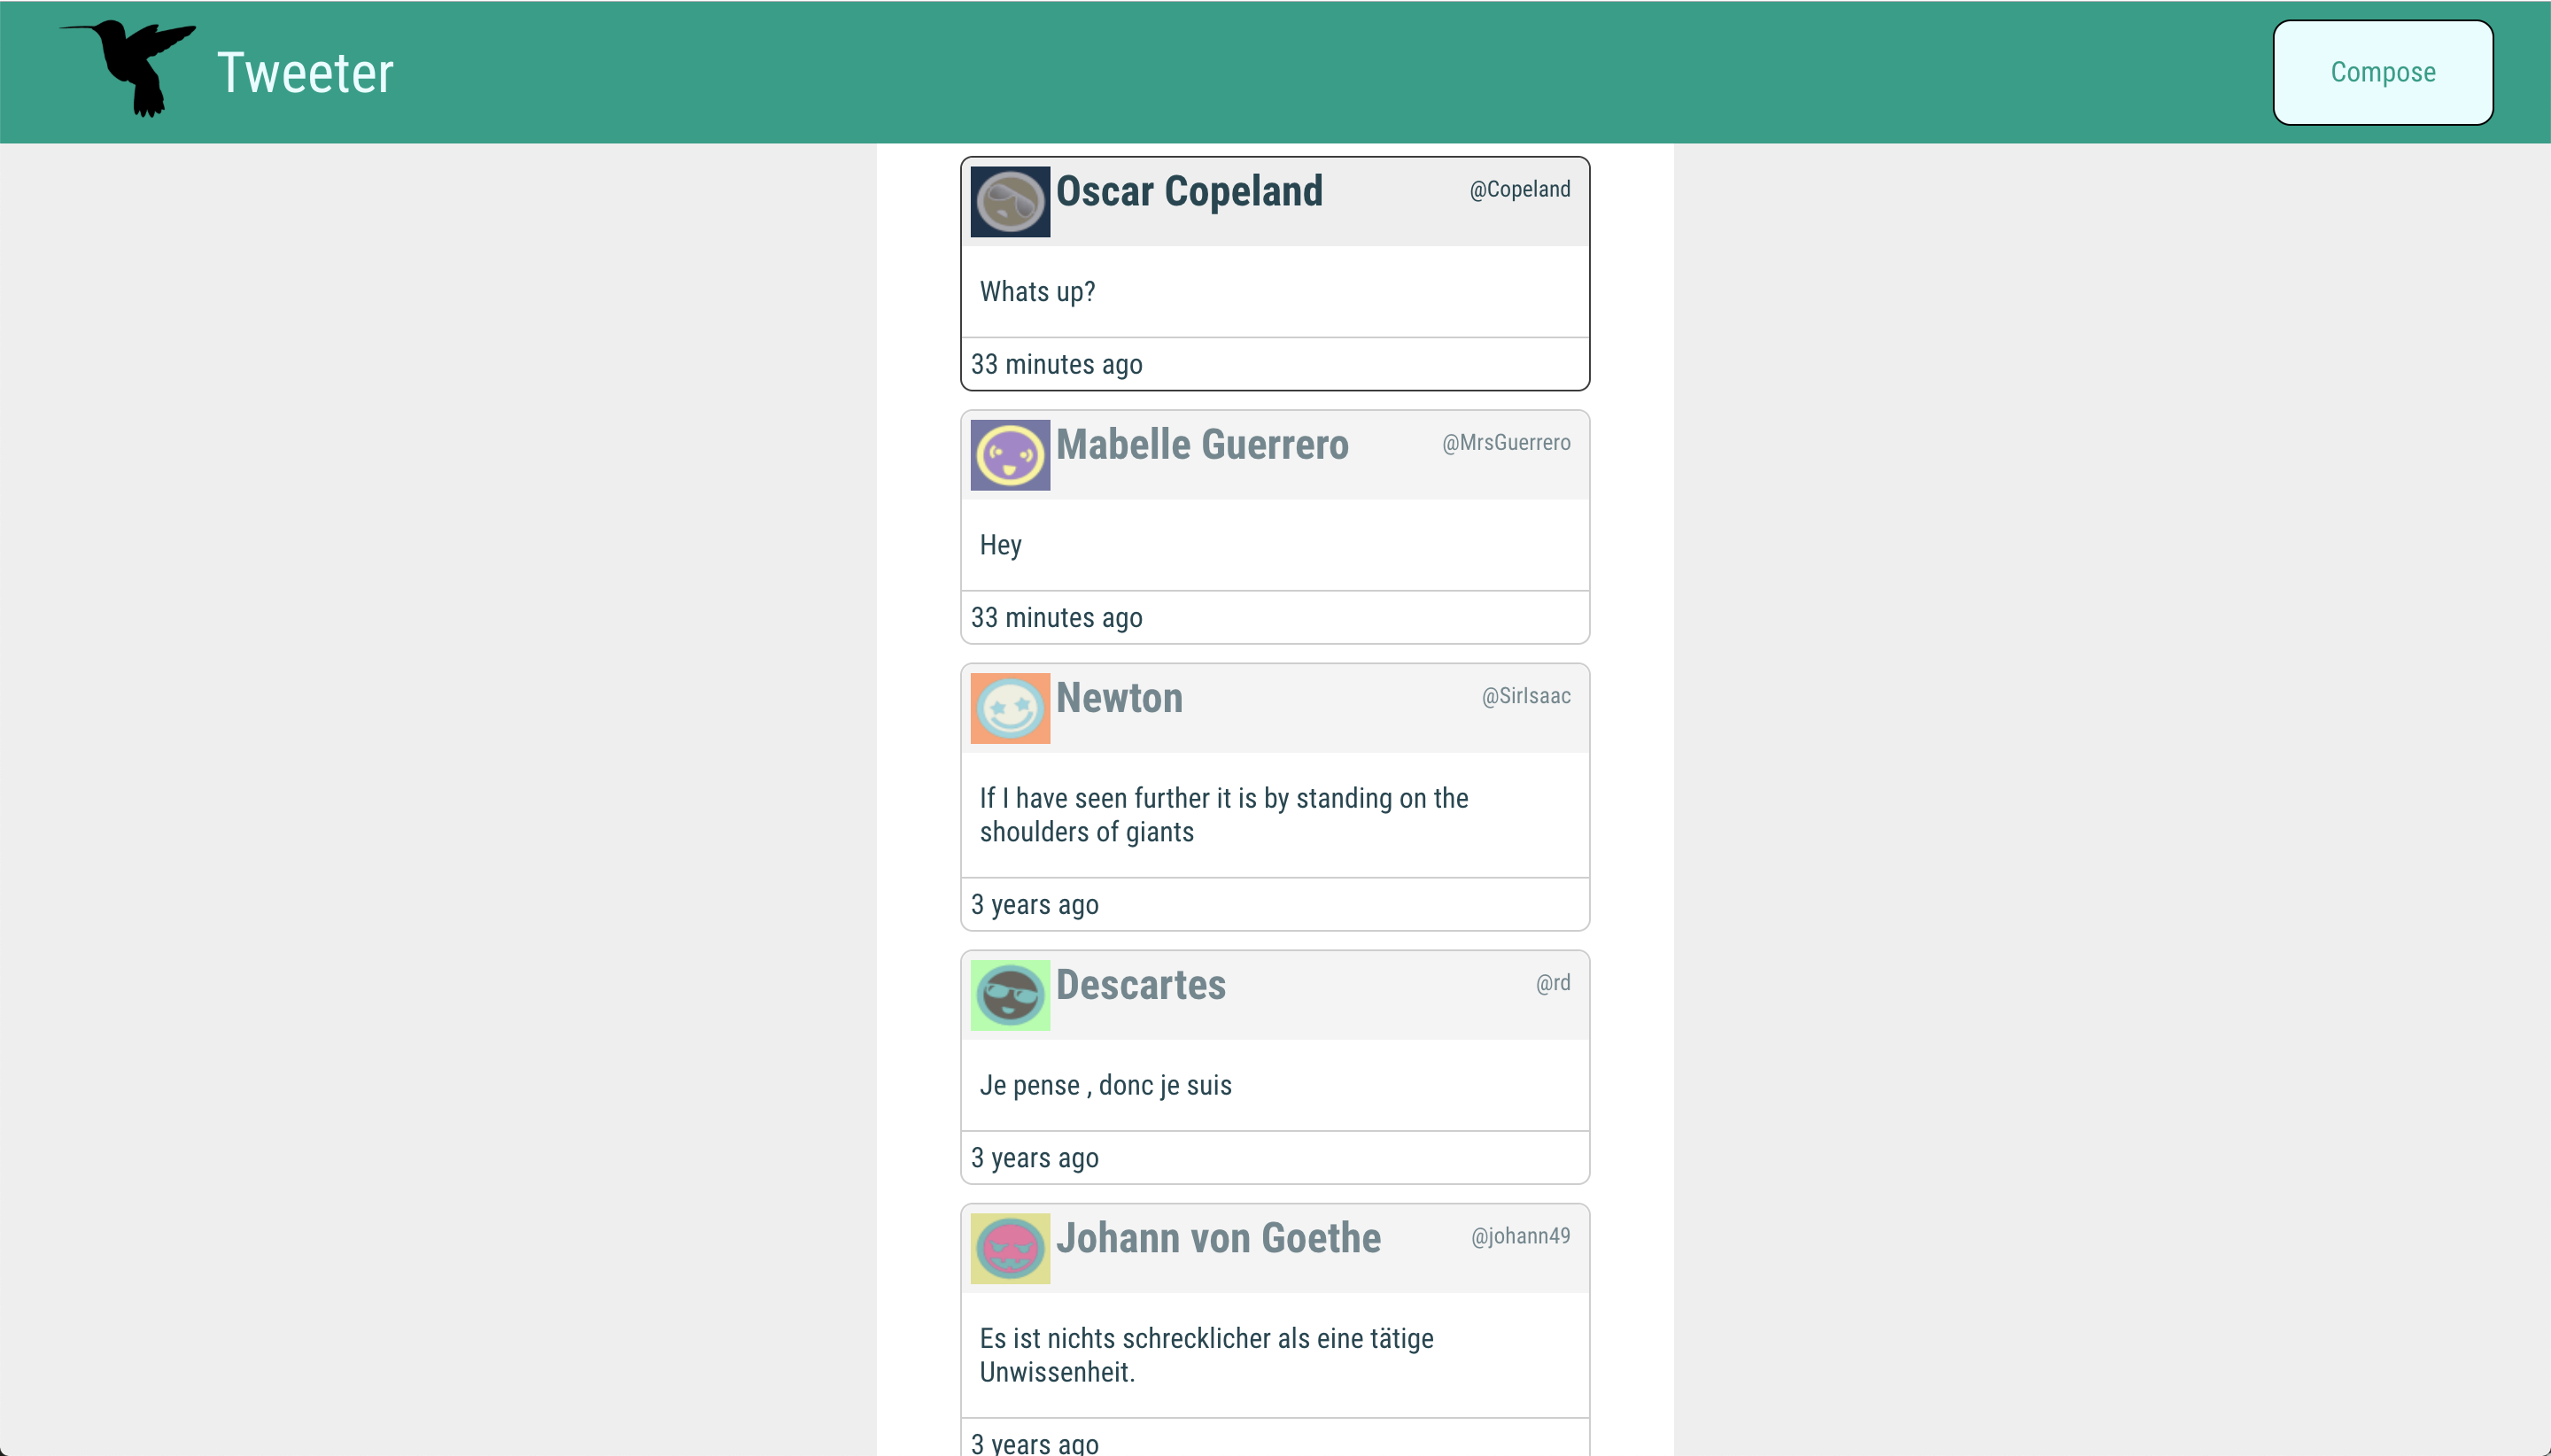 Tweeter
Compose
Oscar Copeland @Copeland
Whats up?
33 minutes ago
Mabelle Guerrero @MrsGuerrero
Hey
33 minutes ago
Newton @SirIsaac
If I have seen further it is by standing on the
shoulders of giants
3 years ago
Descartes @rd
Je pense , donc je suis
3 years ago
Johann von Goethe @johann49
Es ist nichts schrecklicher als eine tätige
Unwissenheit.
3 years ago